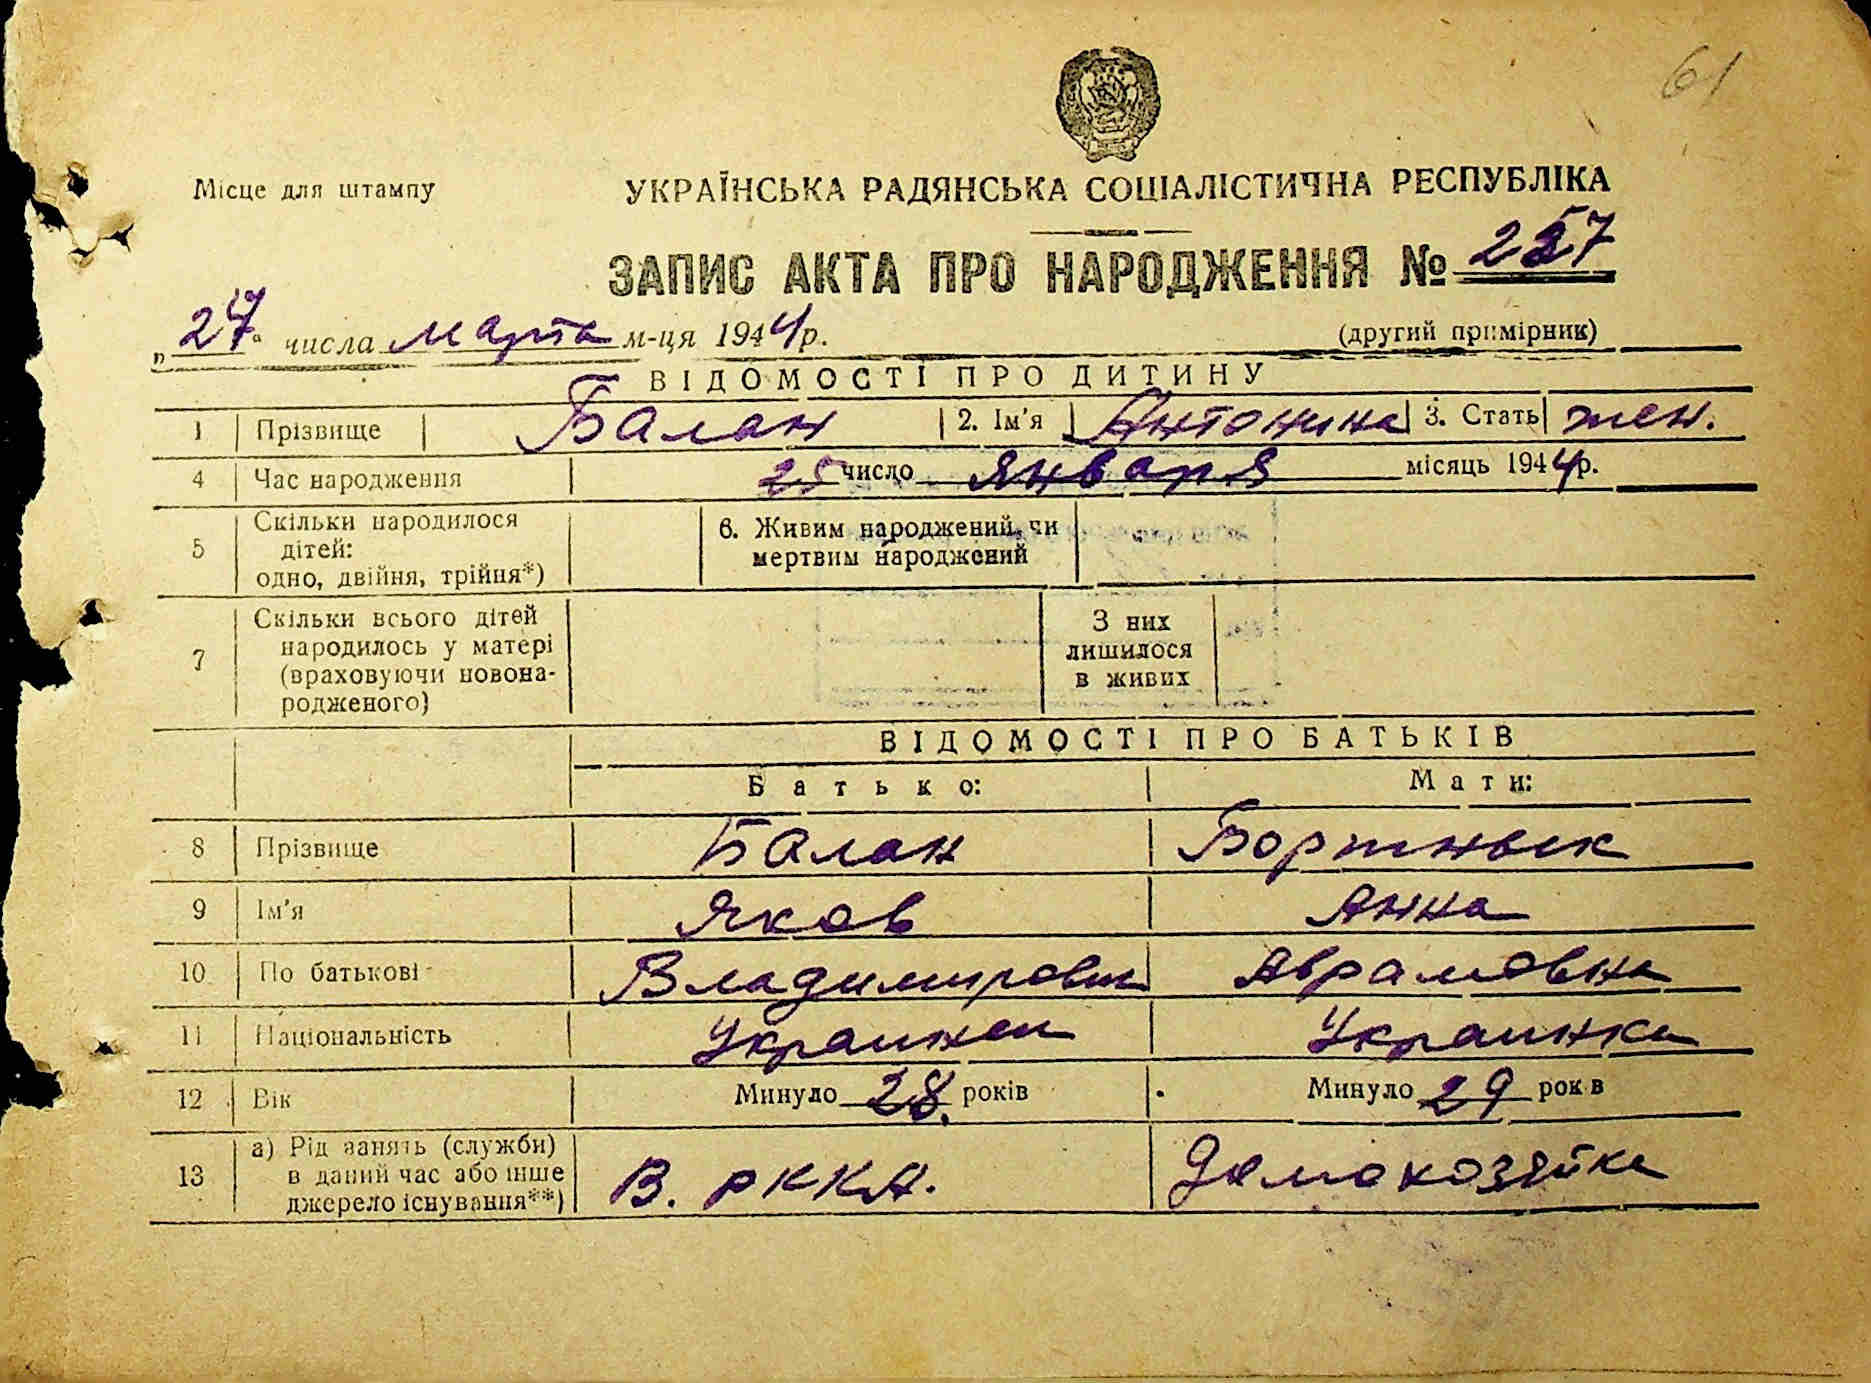 61
Місце для штампу
УКРАЇНСЬКА РАДЯНСЬКА СОЦІАЛІСТИЧНА РЕСПУБЛІКА
ЗАПИС АКТА ПРО НАРОДЖЕННЯ № 257
„27“ числа марта м-ця 1944 р.
(другий примірник)
ВІДОМОСТІ ПРО ДИТИНУ
1 Прізвище Балан 2. Ім'я Антонина 3. Стать жен.
4 Час народження 25 число Января місяць 1944 р.
5 Скільки народилося дітей: одно, двійня, трійня*) 6. Живим народжений, чи мертвим народжений
7 Скільки всього дітей народилось у матері (враховуючи новонародженого) З них лишилося в живих
ВІДОМОСТІ ПРО БАТЬКІВ
Батько: Мати:
8 Прізвище Балан Бортнвек
9 Ім'я Яков Анна
10 По батькові Владимирович Аврамовна
11 Національність Украинец Украинка
12 Вік Минуло 28 років Минуло 29 рок в
13 а) Рід занять (служби) в даний час або інше джерело існування**) В. РККА. Домохозяйка